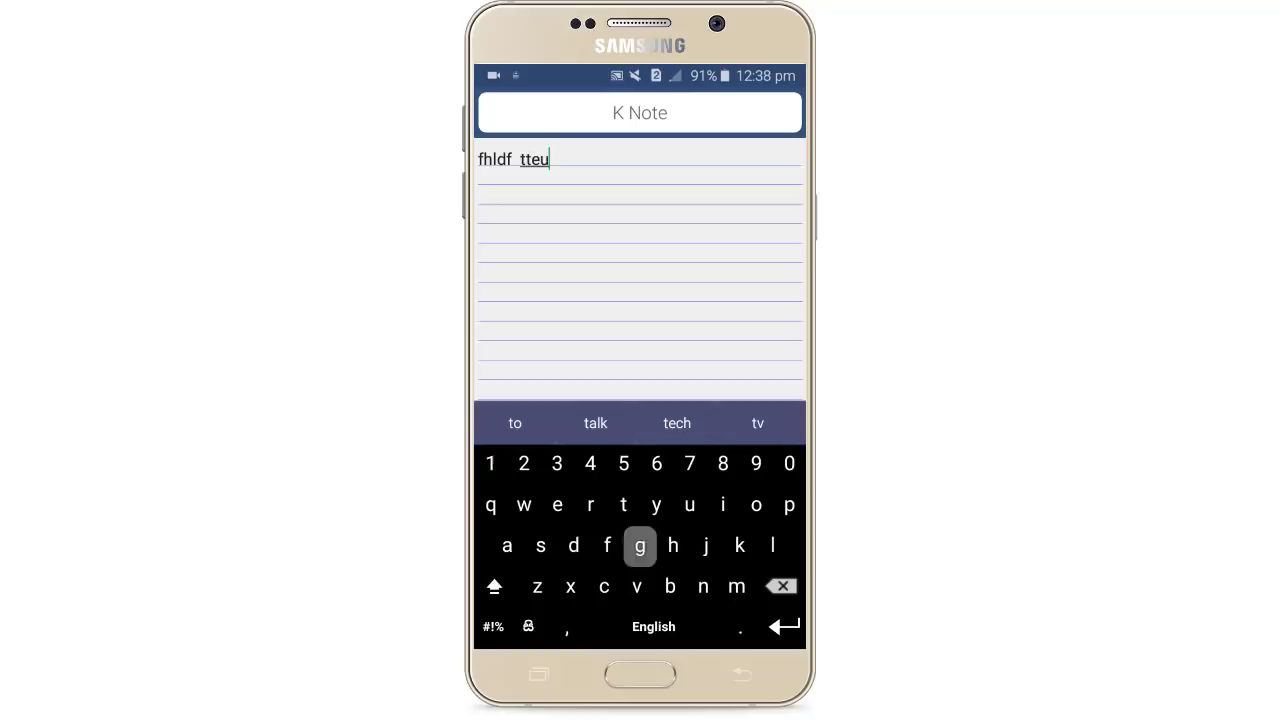 SAMSUNG
2 91% 12:38 pm
K Note
fhldf tteu
to talk tech tv
1 2 3 4 5 6 7 8 9 0
q w e r t y u i o p
a s d f g h j k l
z x c v b n m
#!% , English .